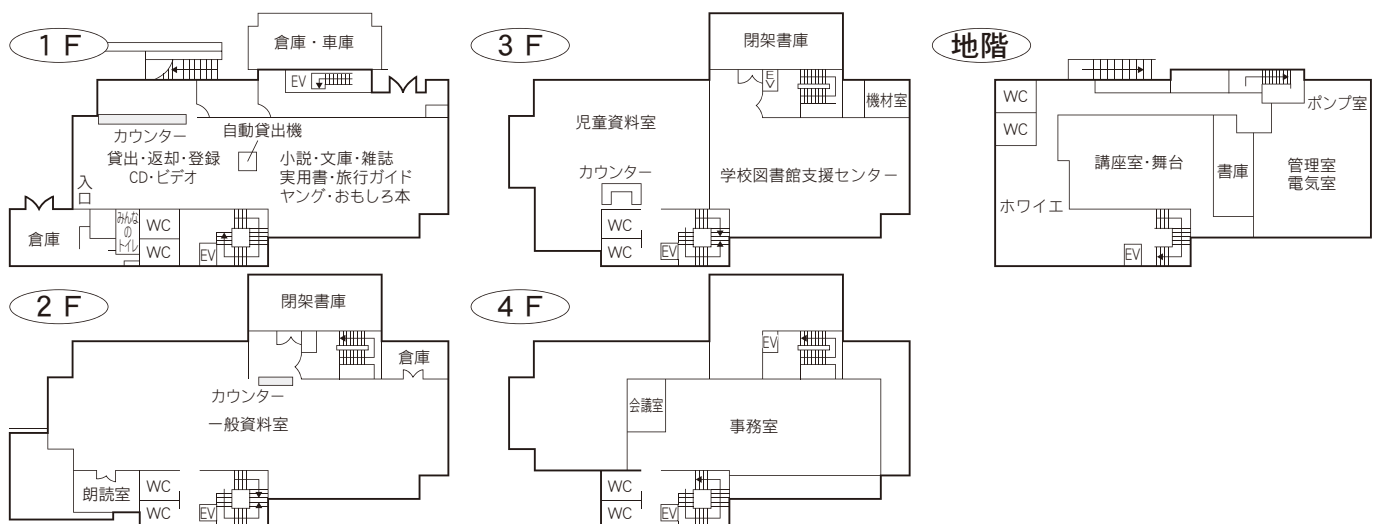 1 F
倉庫・車庫
EV
カウンター
自動貸出機
貸出・返却・登録
CD・ビデオ
小説・文庫・雑誌
実用書・旅行ガイド
ヤング・おもしろ本
入口
倉庫
みんな
の
トイレ
WC
WC
EV
2 F
閉架書庫
倉庫
カウンター
一般資料室
朗読室
WC
WC
EV
3 F
閉架書庫
EV
機材室
児童資料室
カウンター
学校図書館支援センター
WC
WC
EV
4 F
EV
会議室
事務室
WC
WC
EV
地階
WC
WC
ポンプ室
講座室・舞台
書庫
管理室
電気室
ホワイエ
EV